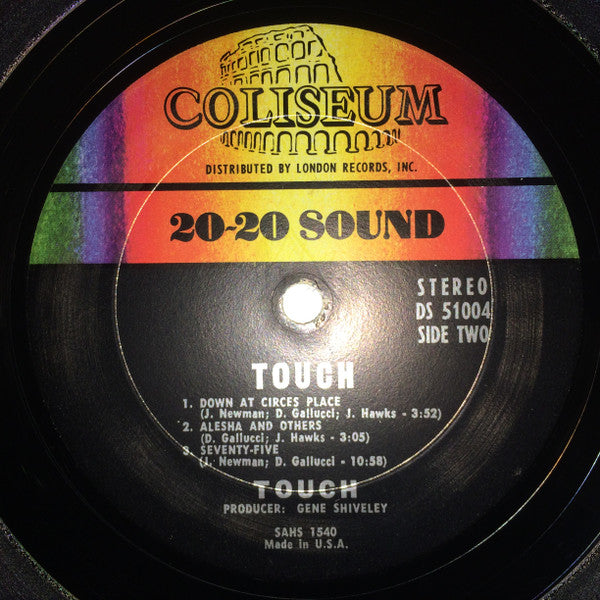 COLISEUM
DISTRIBUTED BY LONDON RECORDS, INC.
20-20 SOUND
STEREO
DS 51004
SIDE TWO
TOUCH
1. DOWN AT CIRCES PLACE
(J. Newman; D. Gallucci; J. Hawks - 3:52)
2. ALESHA AND OTHERS
(D. Gallucci; J. Hawks - 3:05)
3. SEVENTY-FIVE
(J. Newman; D. Gallucci - 10:58)
TOUCH
PRODUCER: GENE SHIVELEY
SAHS 1540
Made in U.S.A.